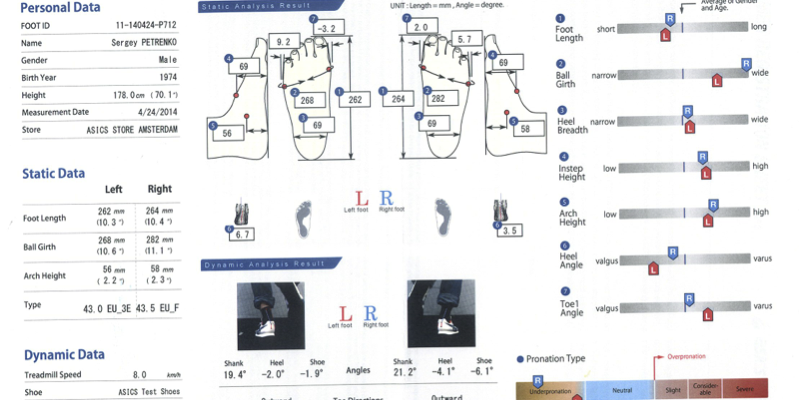 Personal Data
FOOT ID 11-140424-P712
Name Sergey PETRENKO
Gender Male
Birth Year 1974
Height 178.0cm (70.1")
Measurement Date 4/24/2014
Store ASICS STORE AMSTERDAM
Static Data
Left Right
Foot Length 262 mm (10.3 ") 264 mm (10.4 ")
Ball Girth 268 mm (10.6 ") 282 mm (11.1 ")
Arch Height 56 mm (2.2 ") 58 mm (2.3 ")
Type 43.0 EU_3E 43.5 EU_F
Dynamic Data
Treadmill Speed 8.0 km/h
Shoe ASICS Test Shoes
Static Analysis Result
UNIT : Length = mm , Angle = degree.
7 -3.2
9.2
4 69
2 268
1 262
3 69
5 56
7 2.0
5.7
4 69
1 264
2 282
3 69
5 58
6 6.7
L R
Left foot Right foot
6 3.5
Dynamic Analysis Result
L R
Left foot Right foot
Shank Heel Shoe Angles Shank Heel Shoe
19.4° -2.0° -1.9° 21.2° -4.1° -6.1°
Outward
Average of Gender
and Age.
1 Foot Length short R L long
2 Ball Girth narrow R L wide
3 Heel Breadth narrow R L wide
4 Instep Height low R L high
5 Arch Height low R L high
6 Heel Angle valgus R L varus
7 Toe1 Angle valgus R L varus
Pronation Type
Overpronation
R
Underpronation Neutral Slight Consider-able Severe